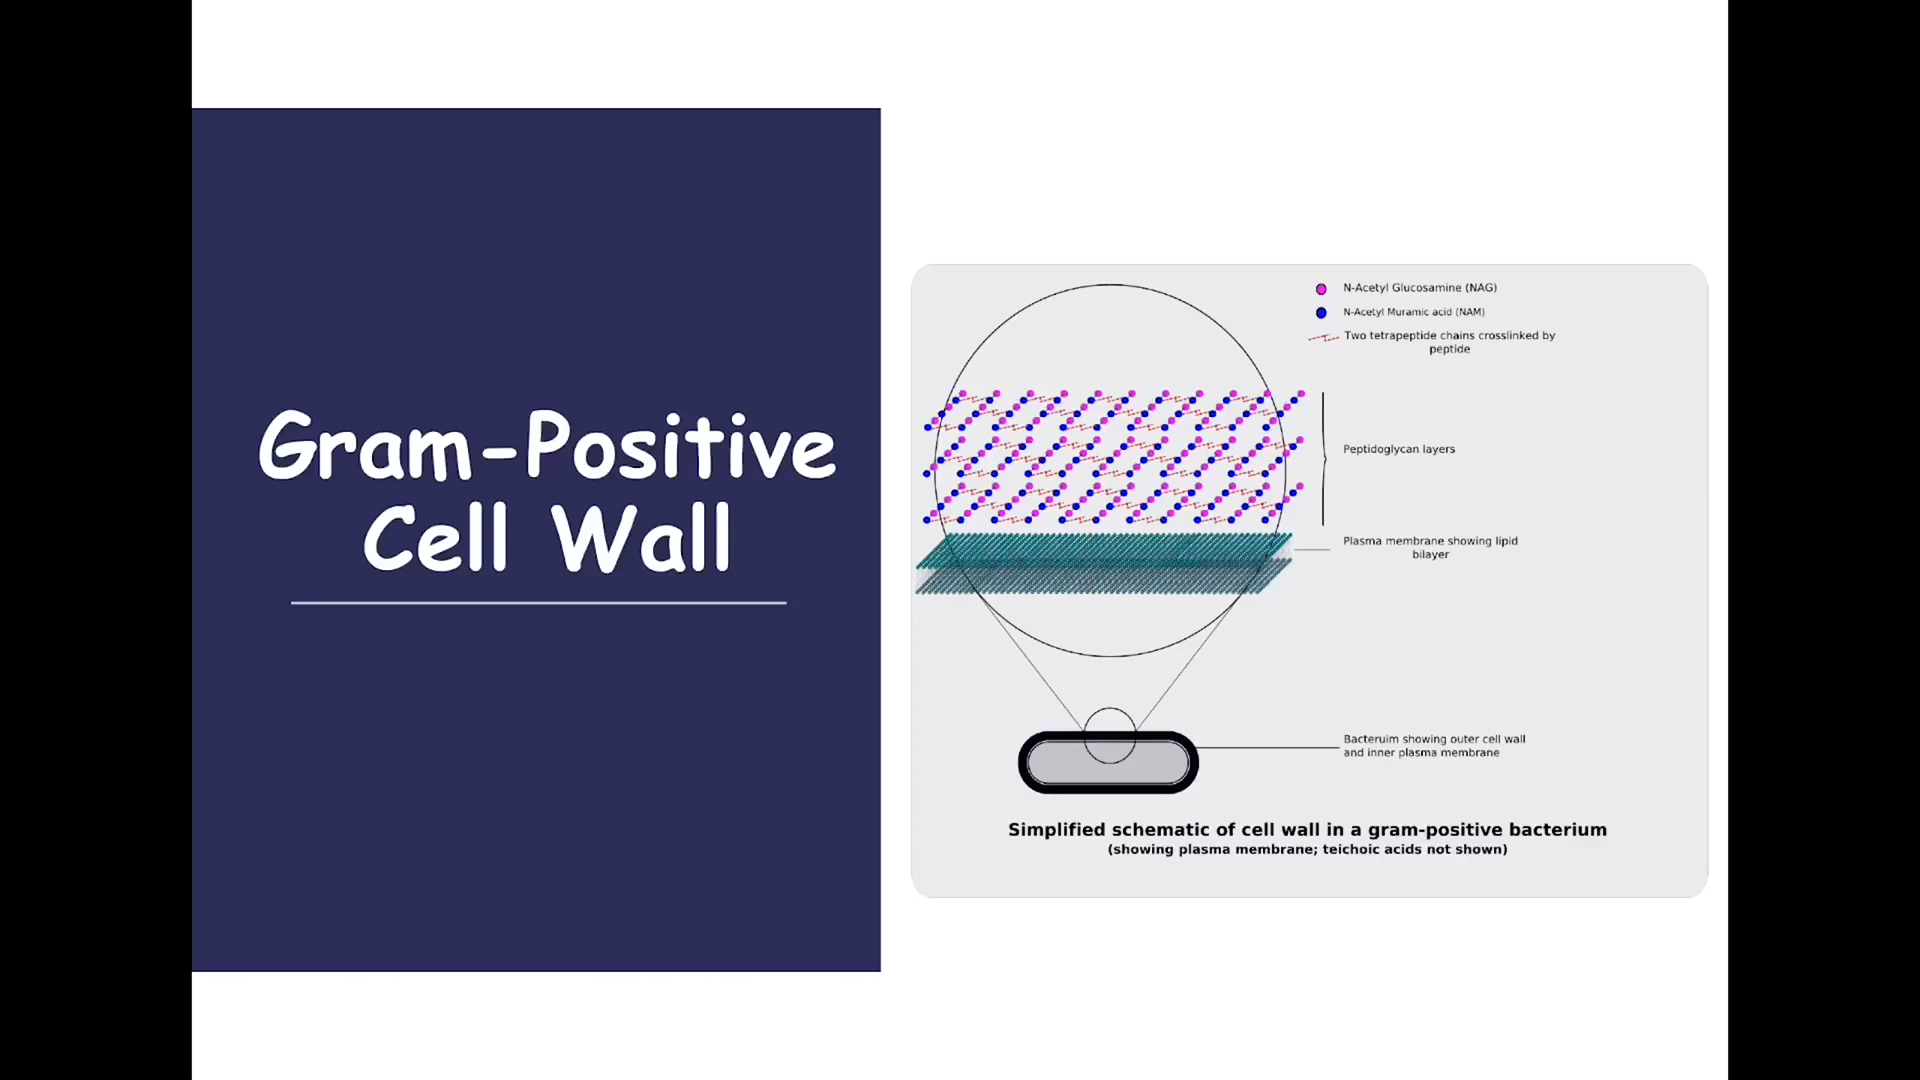 Gram-Positive
Cell Wall
N-Acetyl Glucosamine (NAG)
N-Acetyl Muramic acid (NAM)
Two tetrapeptide chains crosslinked by
peptide
Peptidoglycan layers
Plasma membrane showing lipid
bilayer
Bacteruim showing outer cell wall
and inner plasma membrane
Simplified schematic of cell wall in a gram-positive bacterium
(showing plasma membrane; teichoic acids not shown)